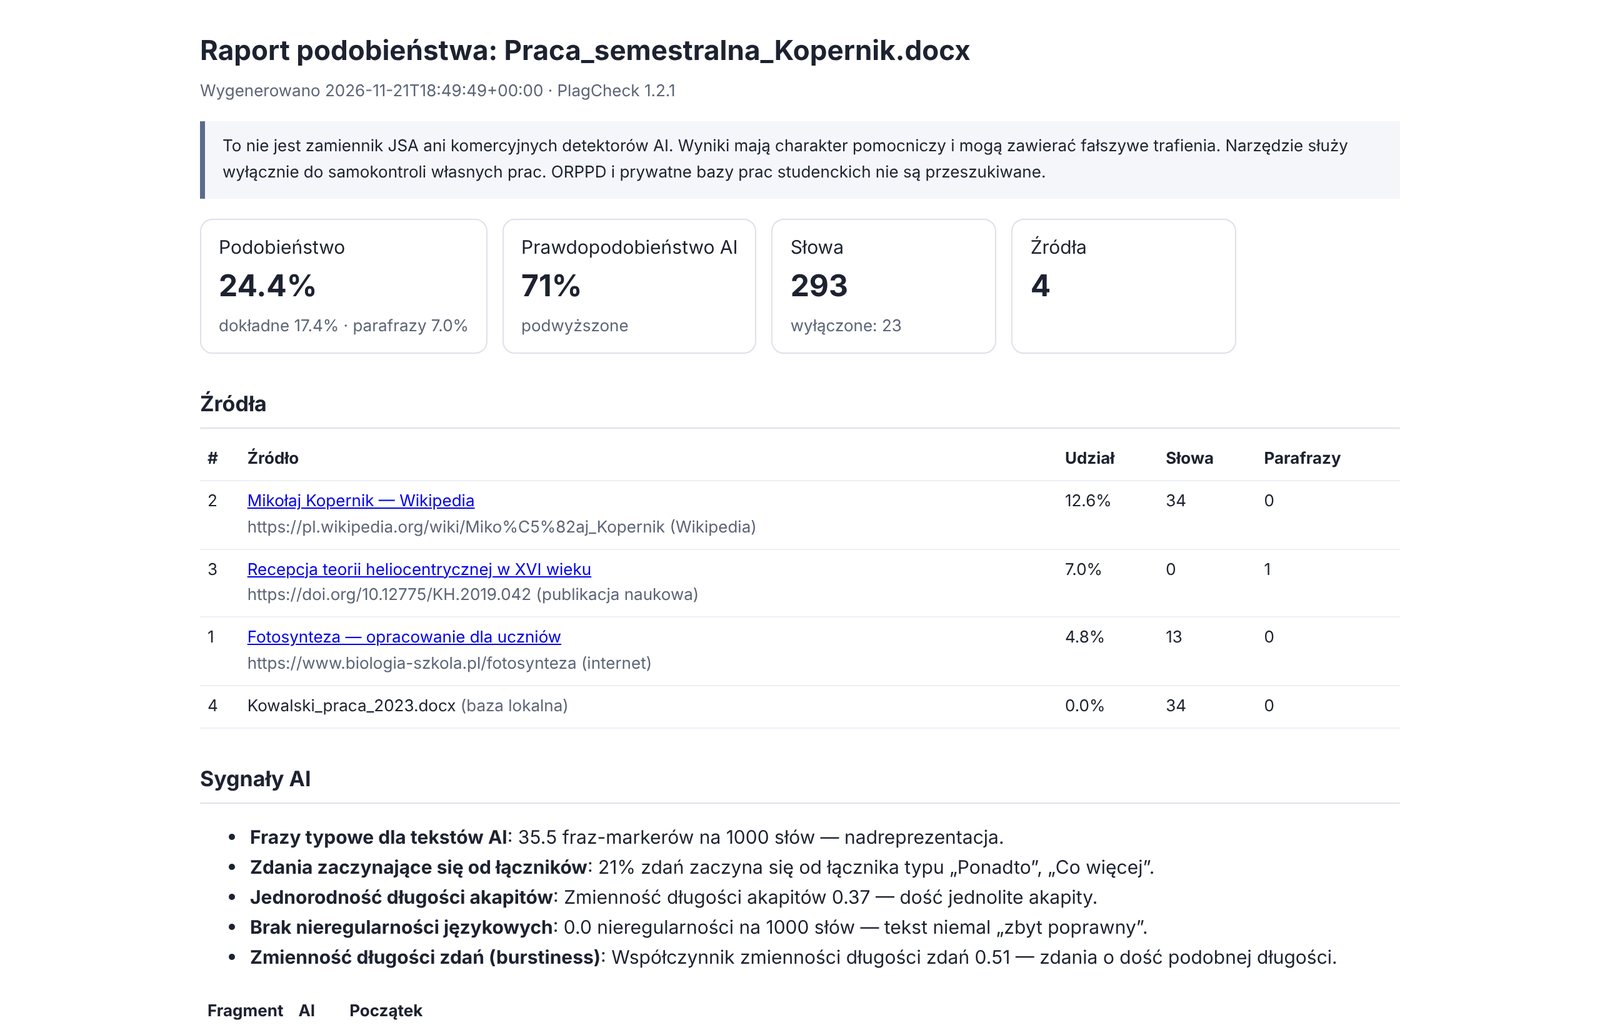 Raport podobieństwa: Praca_semestralna_Kopernik.docx
Wygenerowano 2026-11-21T18:49:49+00:00 · PlagCheck 1.2.1
To nie jest zamiennik JSA ani komercyjnych detektorów AI. Wyniki mają charakter pomocniczy i mogą zawierać fałszywe trafienia. Narzędzie służy
wyłącznie do samokontroli własnych prac. ORPPD i prywatne bazy prac studenckich nie są przeszukiwane.
Podobieństwo
24.4%
dokładne 17.4% · parafrazy 7.0%
Prawdopodobieństwo AI
71%
podwyższone
Słowa
293
wyłączone: 23
Źródła
4
Źródła
# Źródło Udział Słowa Parafrazy
2 Mikołaj Kopernik — Wikipedia 12.6% 34 0
https://pl.wikipedia.org/wiki/Miko%C5%82aj_Kopernik (Wikipedia)
3 Recepcja teorii heliocentrycznej w XVI wieku 7.0% 0 1
https://doi.org/10.12775/KH.2019.042 (publikacja naukowa)
1 Fotosynteza — opracowanie dla uczniów 4.8% 13 0
https://www.biologia-szkola.pl/fotosynteza (internet)
4 Kowalski_praca_2023.docx (baza lokalna) 0.0% 34 0
Sygnały AI
• Frazy typowe dla tekstów AI: 35.5 fraz-markerów na 1000 słów — nadreprezentacja.
• Zdania zaczynające się od łączników: 21% zdań zaczyna się od łącznika typu „Ponadto”, „Co więcej”.
• Jednorodność długości akapitów: Zmienność długości akapitów 0.37 — dość jednolite akapity.
• Brak nieregularności językowych: 0.0 nieregularności na 1000 słów — tekst niemal „zbyt poprawny”.
• Zmienność długości zdań (burstiness): Współczynnik zmienności długości zdań 0.51 — zdania o dość podobnej długości.
Fragment AI Początek